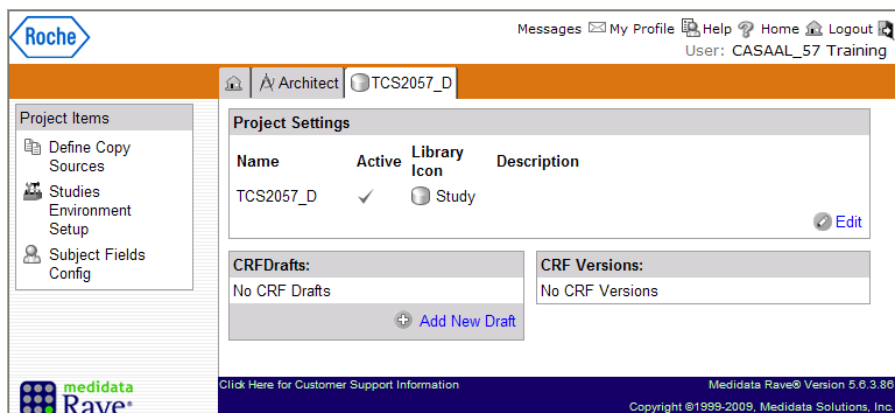 Roche
Messages My Profile Help Home Logout
User: CASAAL_57 Training
Architect TCS2057_D
Project Items
Define Copy
Sources
Studies
Environment
Setup
Subject Fields
Config
Project Settings
Name Active Library Icon Description
TCS2057_D Study
Edit
CRFDrafts:
No CRF Drafts
Add New Draft
CRF Versions:
No CRF Versions
medidata
Rave®
Click Here for Customer Support Information
Medidata Rave® Version 5.6.3.86
Copyright ©1999-2009, Medidata Solutions, Inc.